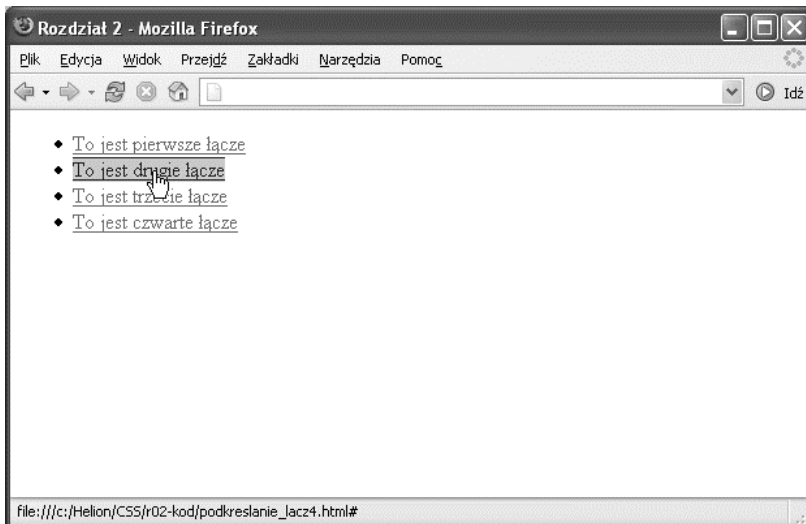 Rozdział 2 - Mozilla Firefox
Plik Edycja Widok Przejdź Zakładki Narzędzia Pomoc
Idź
To jest pierwsze łącze
To jest drugie łącze
To jest trzecie łącze
To jest czwarte łącze
file:///c:/Helion/CSS/r02-kod/podkreslanie_lacz4.html#